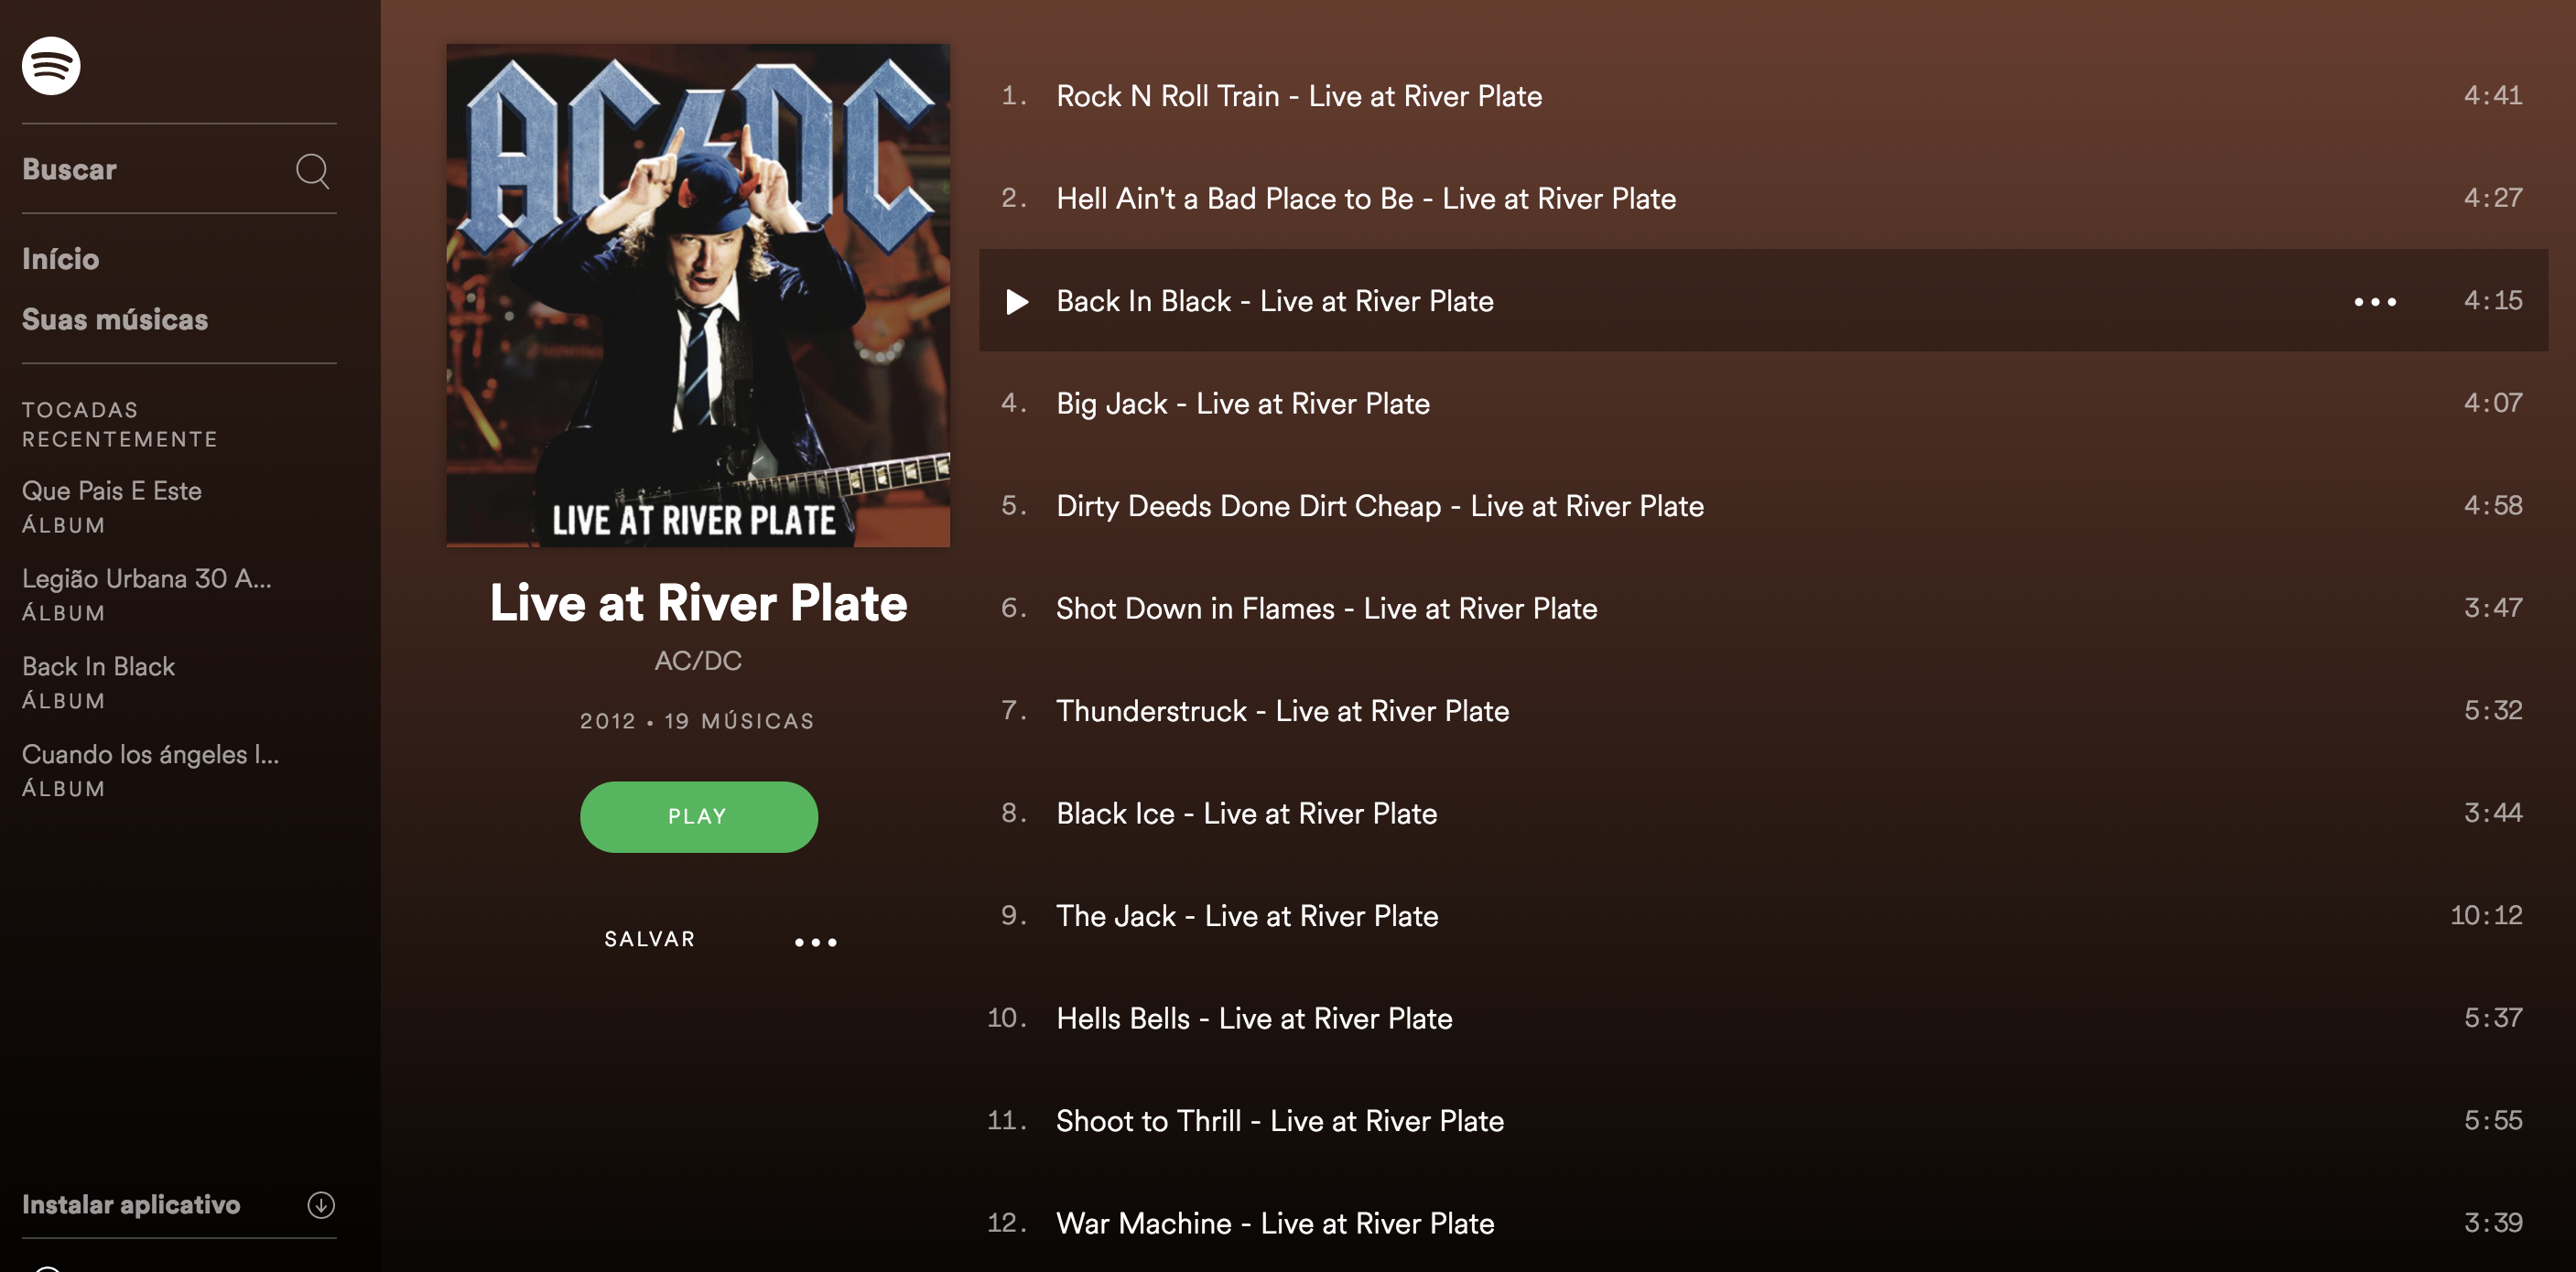 Buscar
Início
Suas músicas
TOCADAS
RECENTEMENTE
Que Pais E Este
ÁLBUM
Legião Urbana 30 A...
ÁLBUM
Back In Black
ÁLBUM
Cuando los ángeles l...
ÁLBUM
Instalar aplicativo
AC/DC
LIVE AT RIVER PLATE
Live at River Plate
AC/DC
2012 • 19 MÚSICAS
PLAY
SALVAR
1. Rock N Roll Train - Live at River Plate 4:41
2. Hell Ain't a Bad Place to Be - Live at River Plate 4:27
Back In Black - Live at River Plate 4:15
4. Big Jack - Live at River Plate 4:07
5. Dirty Deeds Done Dirt Cheap - Live at River Plate 4:58
6. Shot Down in Flames - Live at River Plate 3:47
7. Thunderstruck - Live at River Plate 5:32
8. Black Ice - Live at River Plate 3:44
9. The Jack - Live at River Plate 10:12
10. Hells Bells - Live at River Plate 5:37
11. Shoot to Thrill - Live at River Plate 5:55
12. War Machine - Live at River Plate 3:39